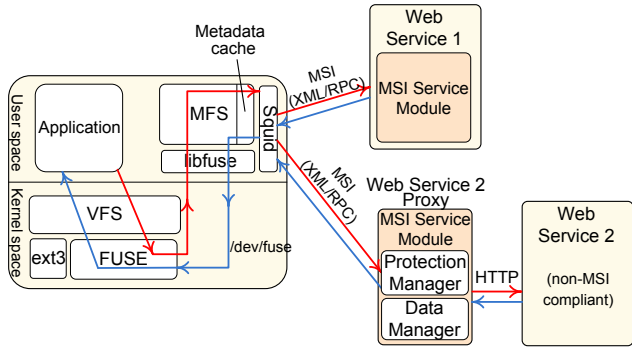 Metadata
cache
User space
Application
MFS
libfuse
Squid
Kernel space
VFS
ext3
FUSE
/dev/fuse
MSI
(XML/RPC)
Web
Service 1
MSI Service
Module
MSI
(XML/RPC)
Web Service 2
Proxy
MSI Service
Module
Protection
Manager
Data
Manager
HTTP
Web
Service 2
(non-MSI
compliant)